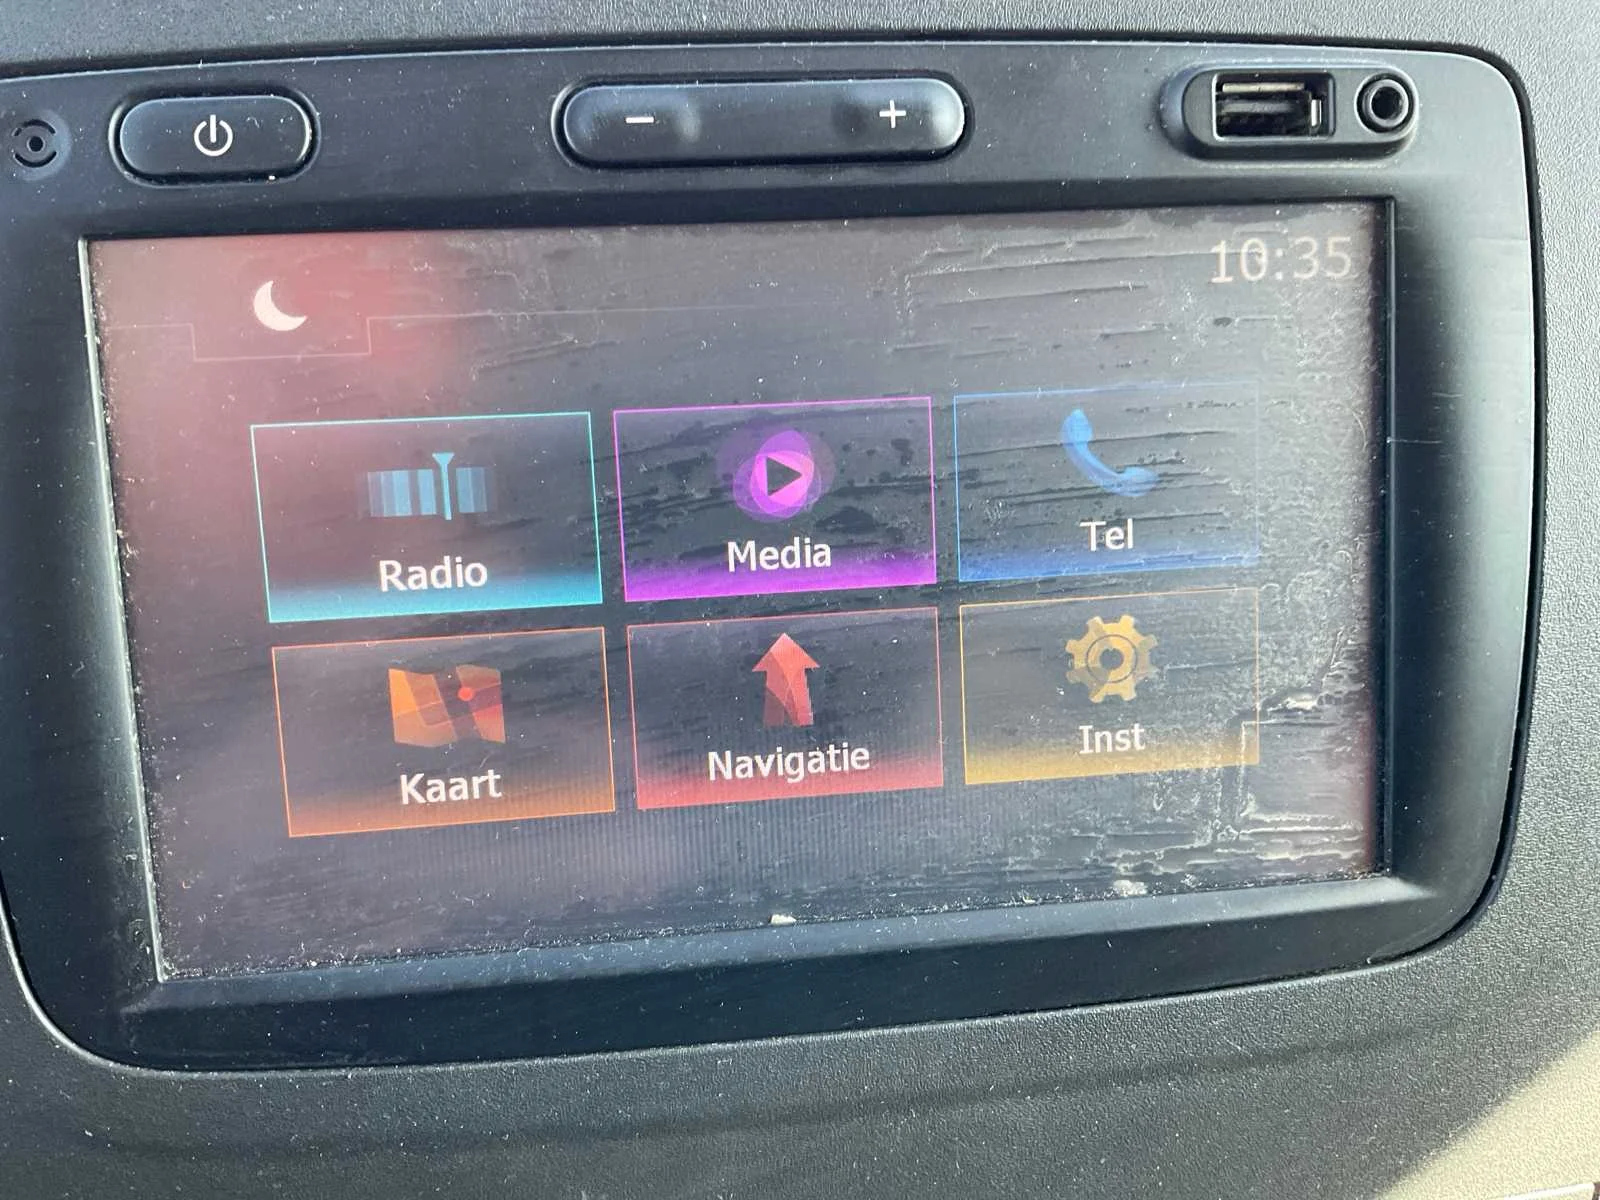 10:35
Radio
Media
Tel
Kaart
Navigatie
Inst